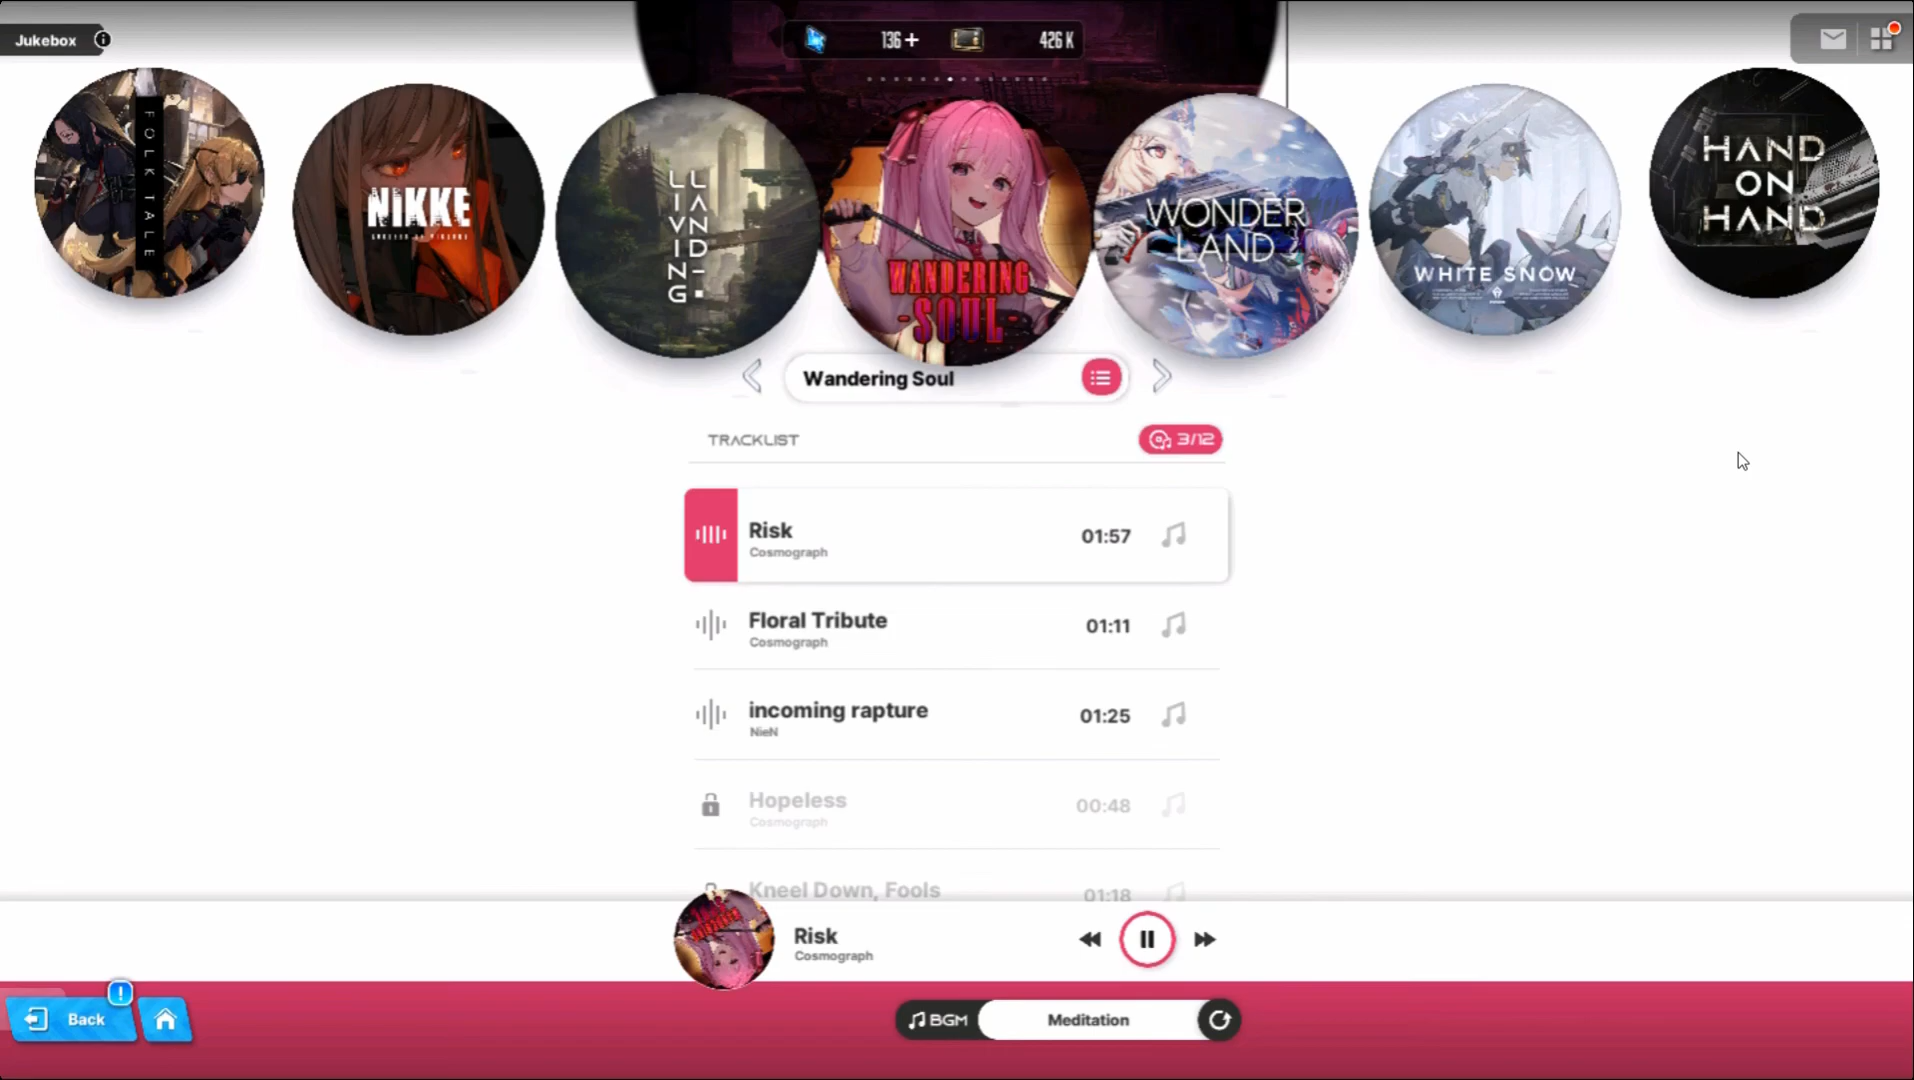 Jukebox
136+
426 K
FOLK TALE
NIKKE
LLIAVNIDNG-
WANDERING
-SOUL-
WONDER
LAND
WHITE SNOW
HAND
ON
HAND
Wandering Soul
TRACKLIST
3/12
Risk
01:57
Cosmograph
Floral Tribute
01:11
Cosmograph
incoming rapture
01:25
NieN
Hopeless
00:48
Cosmograph
Kneel Down, Fools
01:18
Risk
Cosmograph
Back
BGM
Meditation